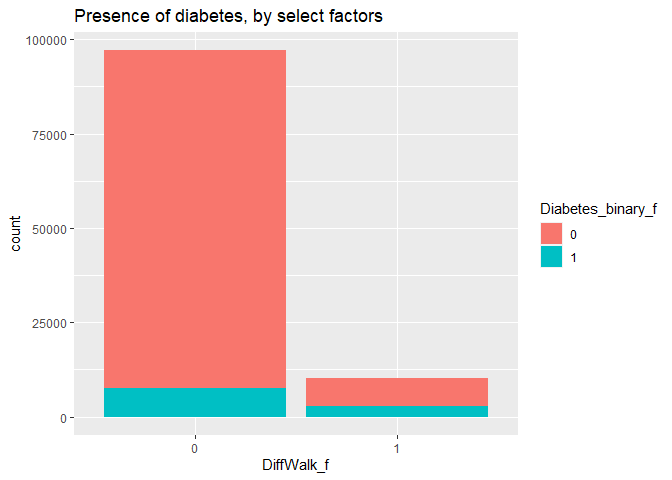 Presence of diabetes, by select factors
100000
75000
50000
25000
0
count
0
1
DiffWalk_f
Diabetes_binary_f
0
1